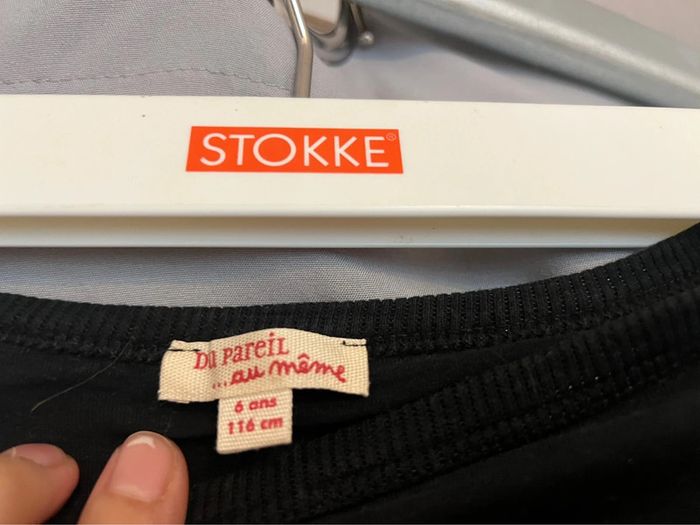 STOKKE®
Du Pareil
...au même
6 ans
116 cm